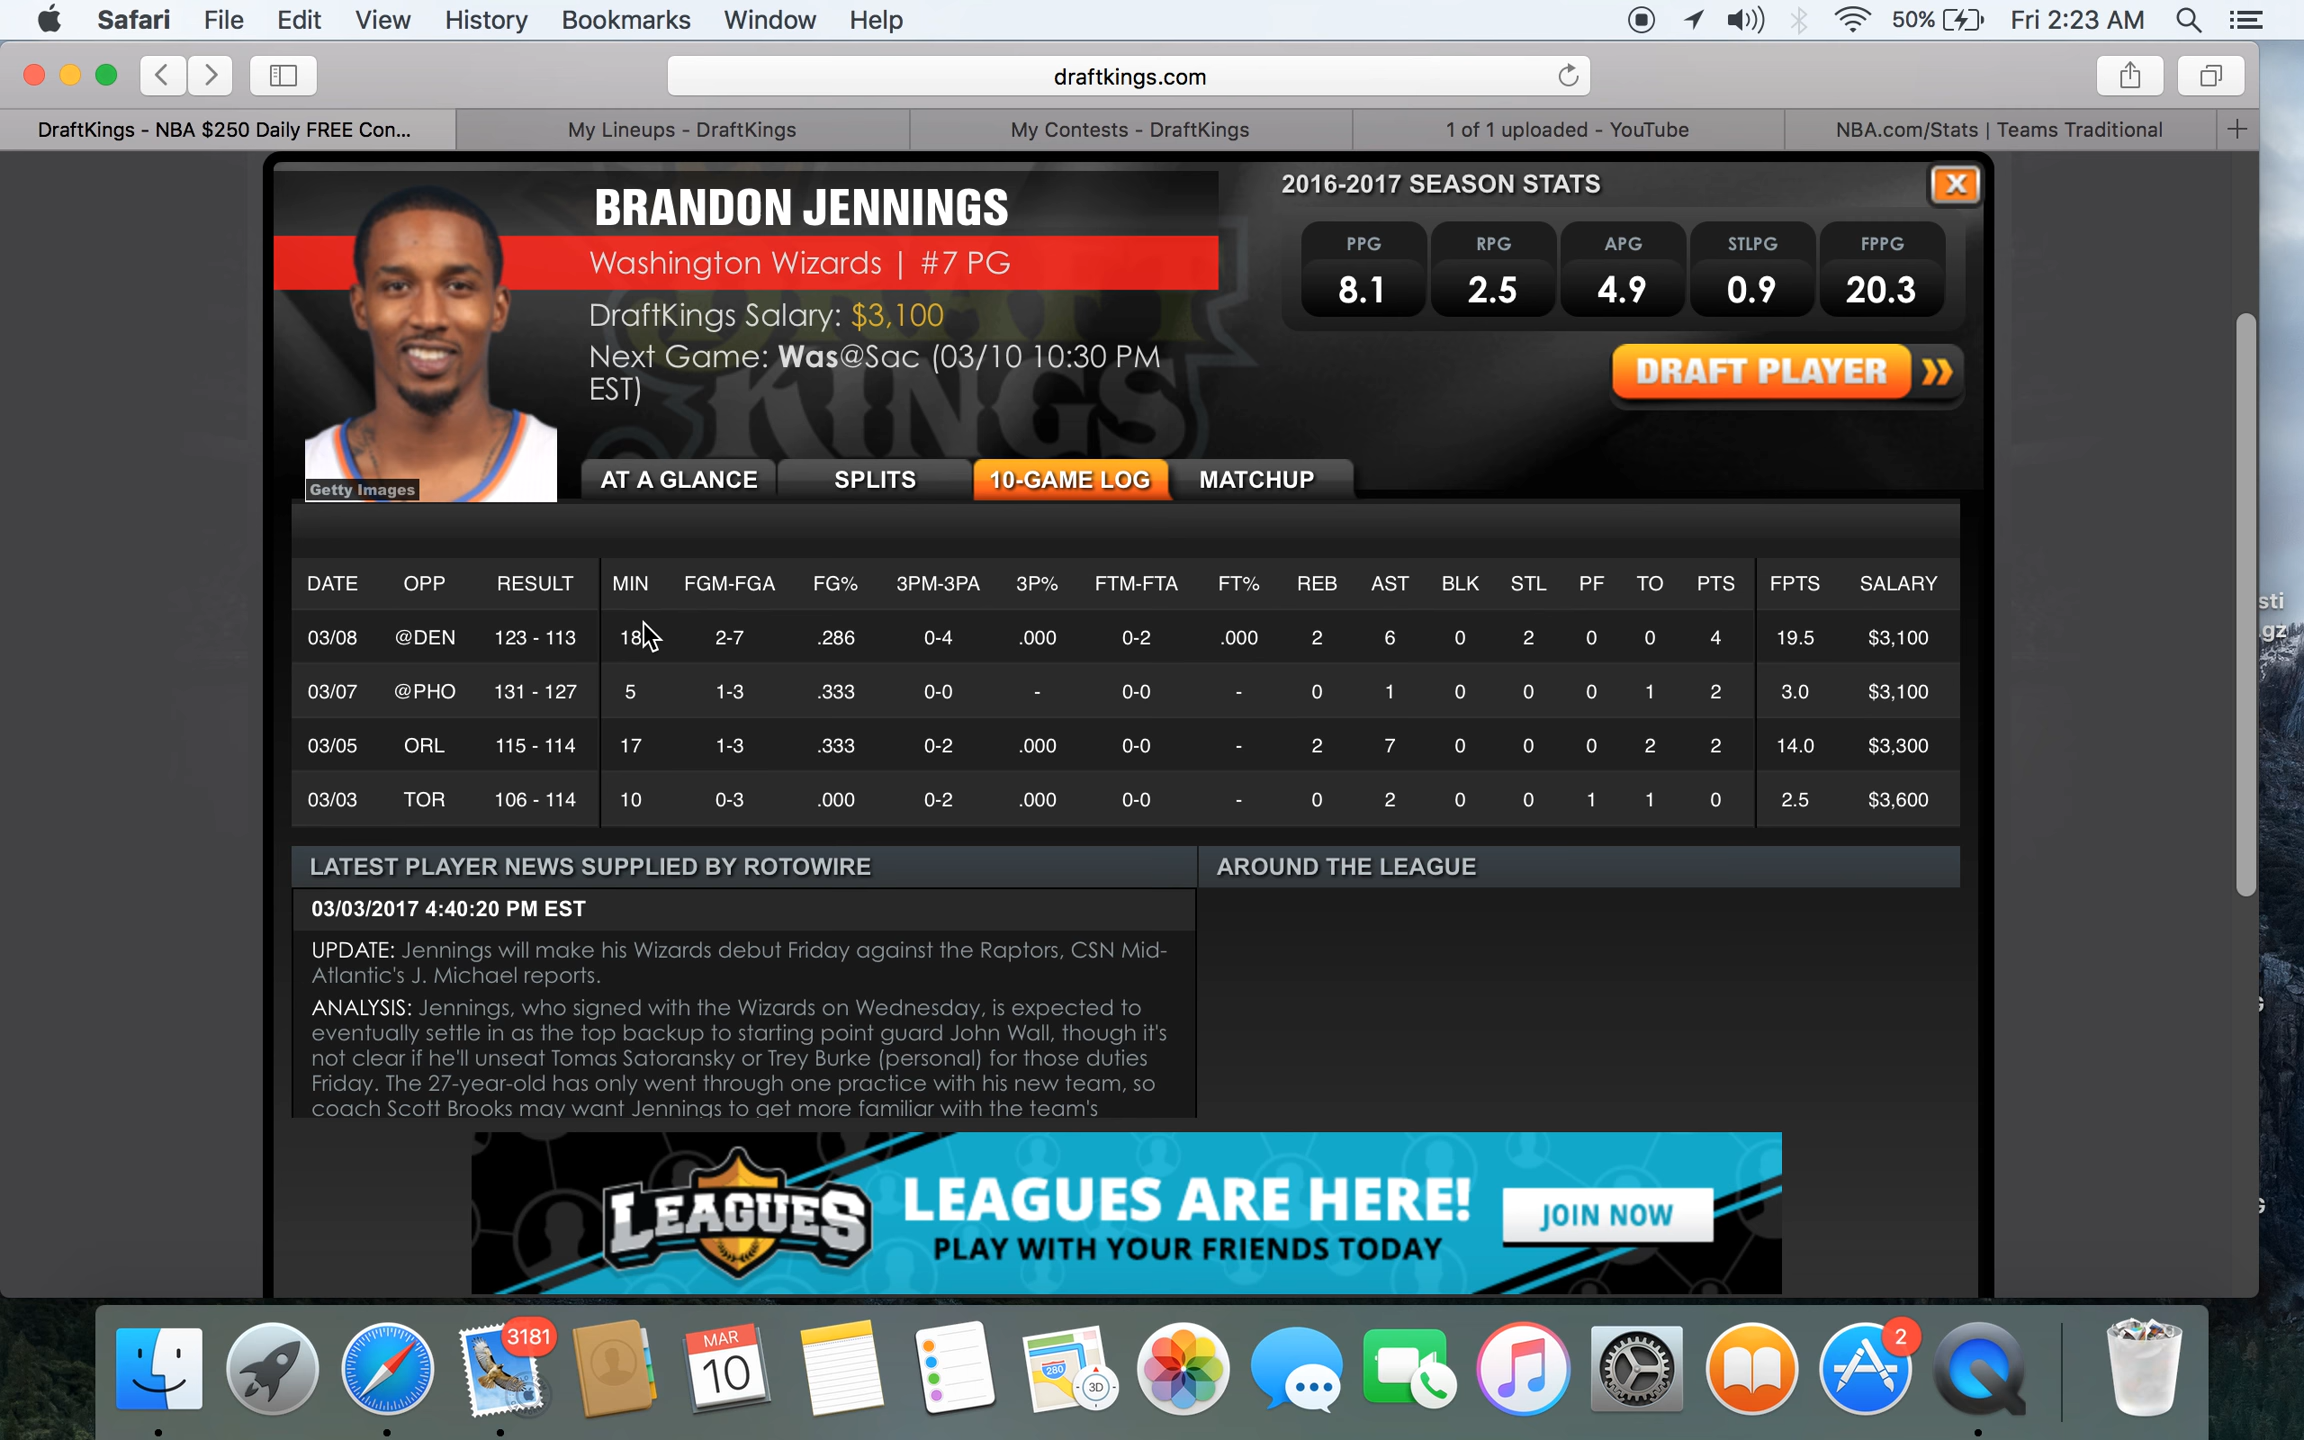 Safari File Edit View History Bookmarks Window Help 50% Fri 2:23 AM
draftkings.com
DraftKings - NBA $250 Daily FREE Con... My Lineups - DraftKings My Contests - DraftKings 1 of 1 uploaded - YouTube NBA.com/Stats | Teams Traditional
BRANDON JENNINGS
Washington Wizards | #7 PG
DraftKings Salary: $3,100
Next Game: Was@Sac (03/10 10:30 PM
EST)
Getty Images
KINGS
2016-2017 SEASON STATS
X
PPG RPG APG STLPG FPPG
8.1 2.5 4.9 0.9 20.3
DRAFT PLAYER
AT A GLANCE SPLITS 10-GAME LOG MATCHUP
DATE OPP RESULT MIN FGM-FGA FG% 3PM-3PA 3P% FTM-FTA FT% REB AST BLK STL PF TO PTS FPTS SALARY
03/08 @DEN 123 - 113 18 2-7 .286 0-4 .000 0-2 .000 2 6 0 2 0 0 4 19.5 $3,100
03/07 @PHO 131 - 127 5 1-3 .333 0-0 - 0-0 - 0 1 0 0 0 1 2 3.0 $3,100
03/05 ORL 115 - 114 17 1-3 .333 0-2 .000 0-0 - 2 7 0 0 0 2 2 14.0 $3,300
03/03 TOR 106 - 114 10 0-3 .000 0-2 .000 0-0 - 0 2 0 0 1 1 0 2.5 $3,600
LATEST PLAYER NEWS SUPPLIED BY ROTOWIRE
AROUND THE LEAGUE
03/03/2017 4:40:20 PM EST
UPDATE: Jennings will make his Wizards debut Friday against the Raptors, CSN Mid-
Atlantic's J. Michael reports.
ANALYSIS: Jennings, who signed with the Wizards on Wednesday, is expected to
eventually settle in as the top backup to starting point guard John Wall, though it's
not clear if he'll unseat Tomas Satoransky or Trey Burke (personal) for those duties
Friday. The 27-year-old has only went through one practice with his new team, so
coach Scott Brooks may want Jennings to get more familiar with the team's
LEAGUES
LEAGUES ARE HERE!
PLAY WITH YOUR FRIENDS TODAY
JOIN NOW
3181
MAR
10
280
3D
2